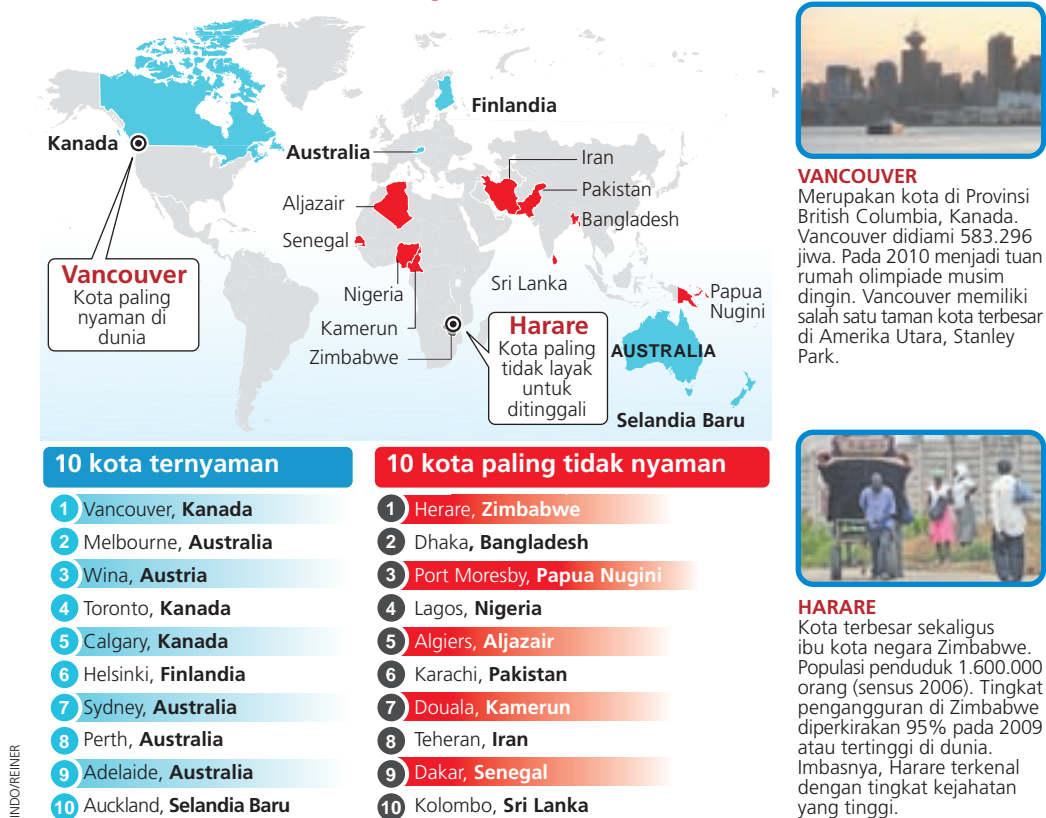 Finlandia
Kanada
Australia
Iran
Pakistan
Bangladesh
Aljazair
Senegal
Nigeria
Kamerun
Zimbabwe
Sri Lanka
Papua
Nugini
AUSTRALIA
Selandia Baru
Vancouver
Kota paling
nyaman di
dunia
Harare
Kota paling
tidak layak
untuk
ditinggali
VANCOUVER
Merupakan kota di Provinsi
British Columbia, Kanada.
Vancouver didiami 583.296
jiwa. Pada 2010 menjadi tuan
rumah olimpiade musim
dingin. Vancouver memiliki
salah satu taman kota terbesar
di Amerika Utara, Stanley
Park.
10 kota ternyaman
1 Vancouver, Kanada
2 Melbourne, Australia
3 Wina, Austria
4 Toronto, Kanada
5 Calgary, Kanada
6 Helsinki, Finlandia
7 Sydney, Australia
8 Perth, Australia
9 Adelaide, Australia
10 Auckland, Selandia Baru
10 kota paling tidak nyaman
1 Herare, Zimbabwe
2 Dhaka, Bangladesh
3 Port Moresby, Papua Nugini
4 Lagos, Nigeria
5 Algiers, Aljazair
6 Karachi, Pakistan
7 Douala, Kamerun
8 Teheran, Iran
9 Dakar, Senegal
10 Kolombo, Sri Lanka
HARARE
Kota terbesar sekaligus
ibu kota negara Zimbabwe.
Populasi penduduk 1.600.000
orang (sensus 2006). Tingkat
pengangguran di Zimbabwe
diperkirakan 95% pada 2009
atau tertinggi di dunia.
Imbasnya, Harare terkenal
dengan tingkat kejahatan
yang tinggi.
INDO/REINER